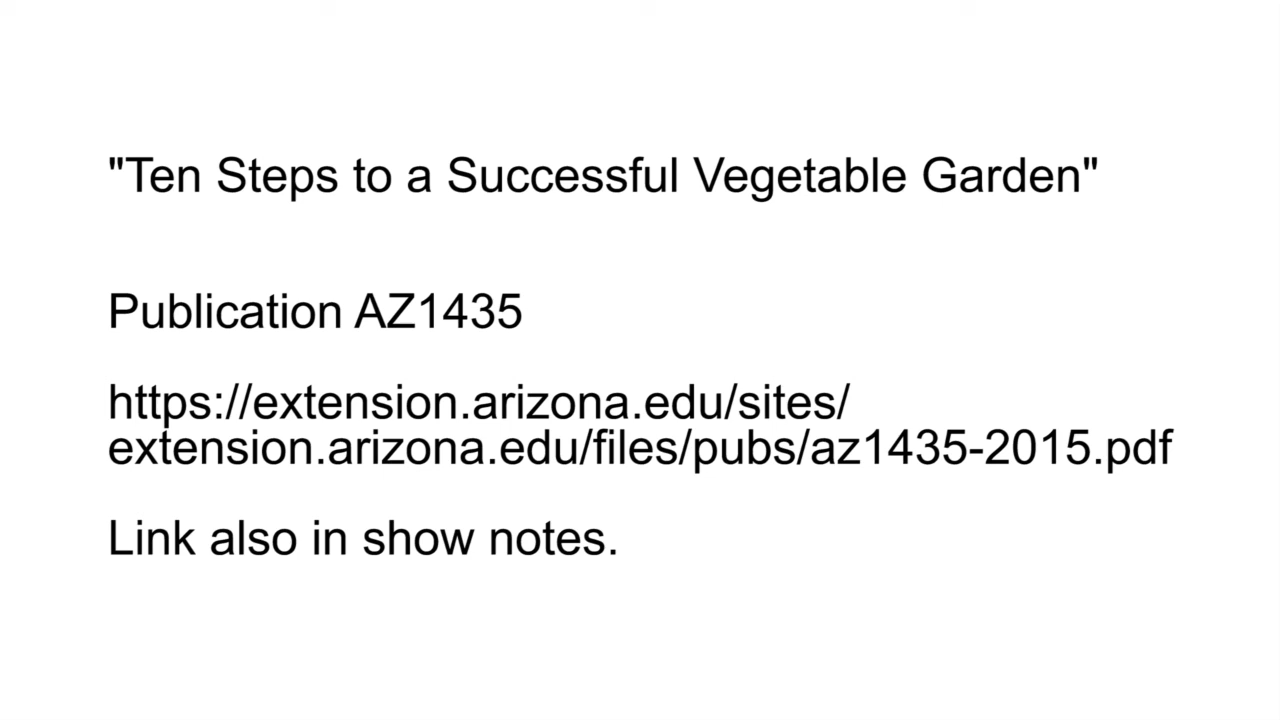 "Ten Steps to a Successful Vegetable Garden"
Publication AZ1435
https://extension.arizona.edu/sites/
extension.arizona.edu/files/pubs/az1435-2015.pdf
Link also in show notes.